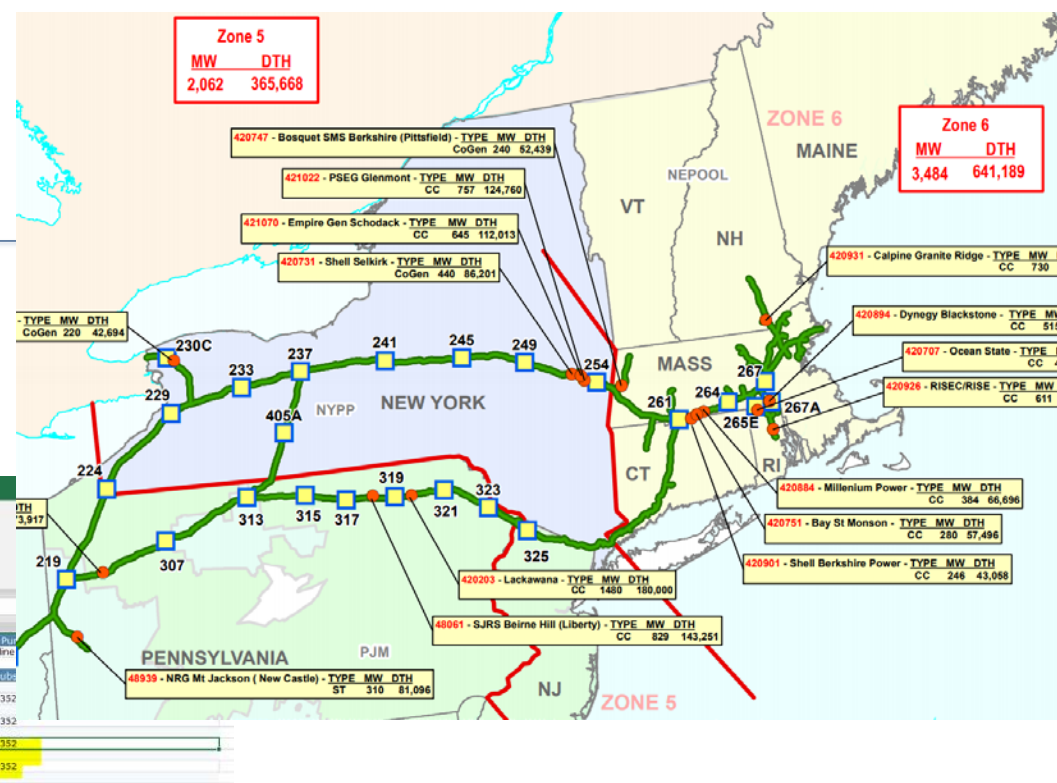 Zone 5
MW DTH
2,062 365,668
ZONE 6
Zone 6
MW DTH
3,484 641,189
MAINE
420747 - Bosquet SMS Berkshire (Pittsfield) - TYPE MW DTH
CoGen 240 52,439
NEPOOL
421022 - PSEG Glenmont - TYPE MW DTH
CC 757 124,760
VT
NH
421070 - Empire Gen Schodack - TYPE MW DTH
CC 645 112,013
420731 - Shell Selkirk - TYPE MW DTH
CoGen 440 86,201
420931 - Calpine Granite Ridge - TYPE MW
CC 730
- TYPE MW DTH
CoGen 220 42,694
420894 - Dynegy Blackstone - TYPE MW
CC 515
420707 - Ocean State - TYPE
CC
420926 - RISEC/RISE - TYPE MW
CC 611
230C
229
233
237
241
245
249
254
MASS
267
264
261
265E
267A
405A
NYPP
NEW YORK
CT
RI
224
420884 - Millenium Power - TYPE MW DTH
CC 384 66,696
420751 - Bay St Monson - TYPE MW DTH
CC 280 57,496
420901 - Shell Berkshire Power - TYPE MW DTH
CC 246 43,058
DTH
73,917
313
315
317
319
321
323
325
219
307
420203 - Lackawana - TYPE MW DTH
CC 1480 180,000
48061 - SJRS Beirne Hill (Liberty) - TYPE MW DTH
CC 829 143,251
PENNSYLVANIA
PJM
48939 - NRG Mt Jackson ( New Castle) - TYPE MW DTH
ST 310 81,096
NJ
ZONE 5
Pu
line
ubs
352
352
352
352